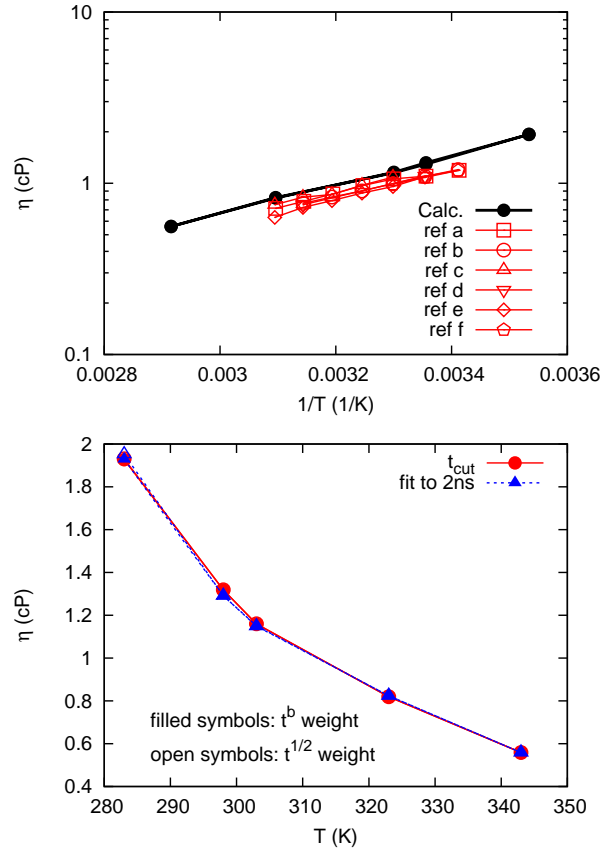 10
1
0.1
η (cP)
Calc.
ref a
ref b
ref c
ref d
ref e
ref f
0.0028 0.003 0.0032 0.0034 0.0036
1/T (1/K)
2
1.8
1.6
1.4
1.2
1
0.8
0.6
0.4
η (cP)
t_cut
fit to 2ns
filled symbols: t^b weight
open symbols: t^1/2 weight
280 290 300 310 320 330 340 350
T (K)